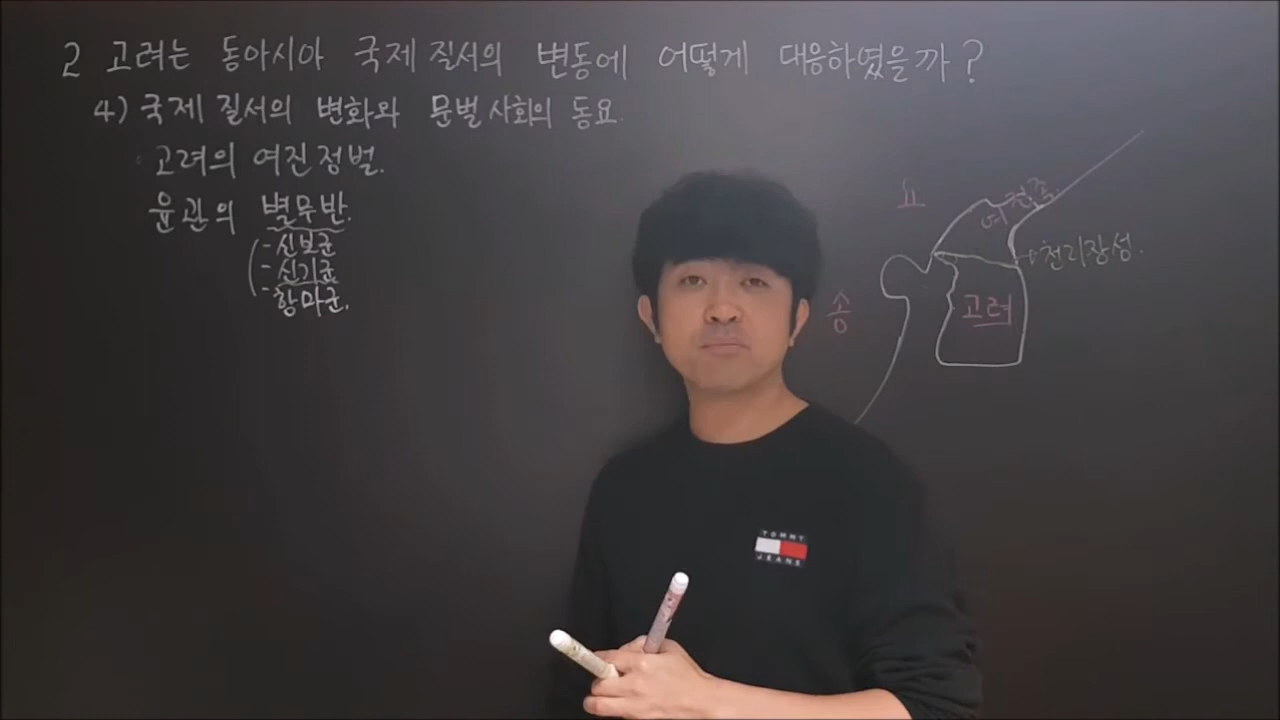 2 고려는 동아시아 국제 질서의 변동에 어떻게 대응하였을까?
4) 국제 질서의 변화와 문벌 사회의 동요.
고려의 여진 정벌.
윤관의 별무반.
- 신보군
- 신기군
- 항마군.
요
여진족.
천리장성.
송
고려
TOMMY
JEANS